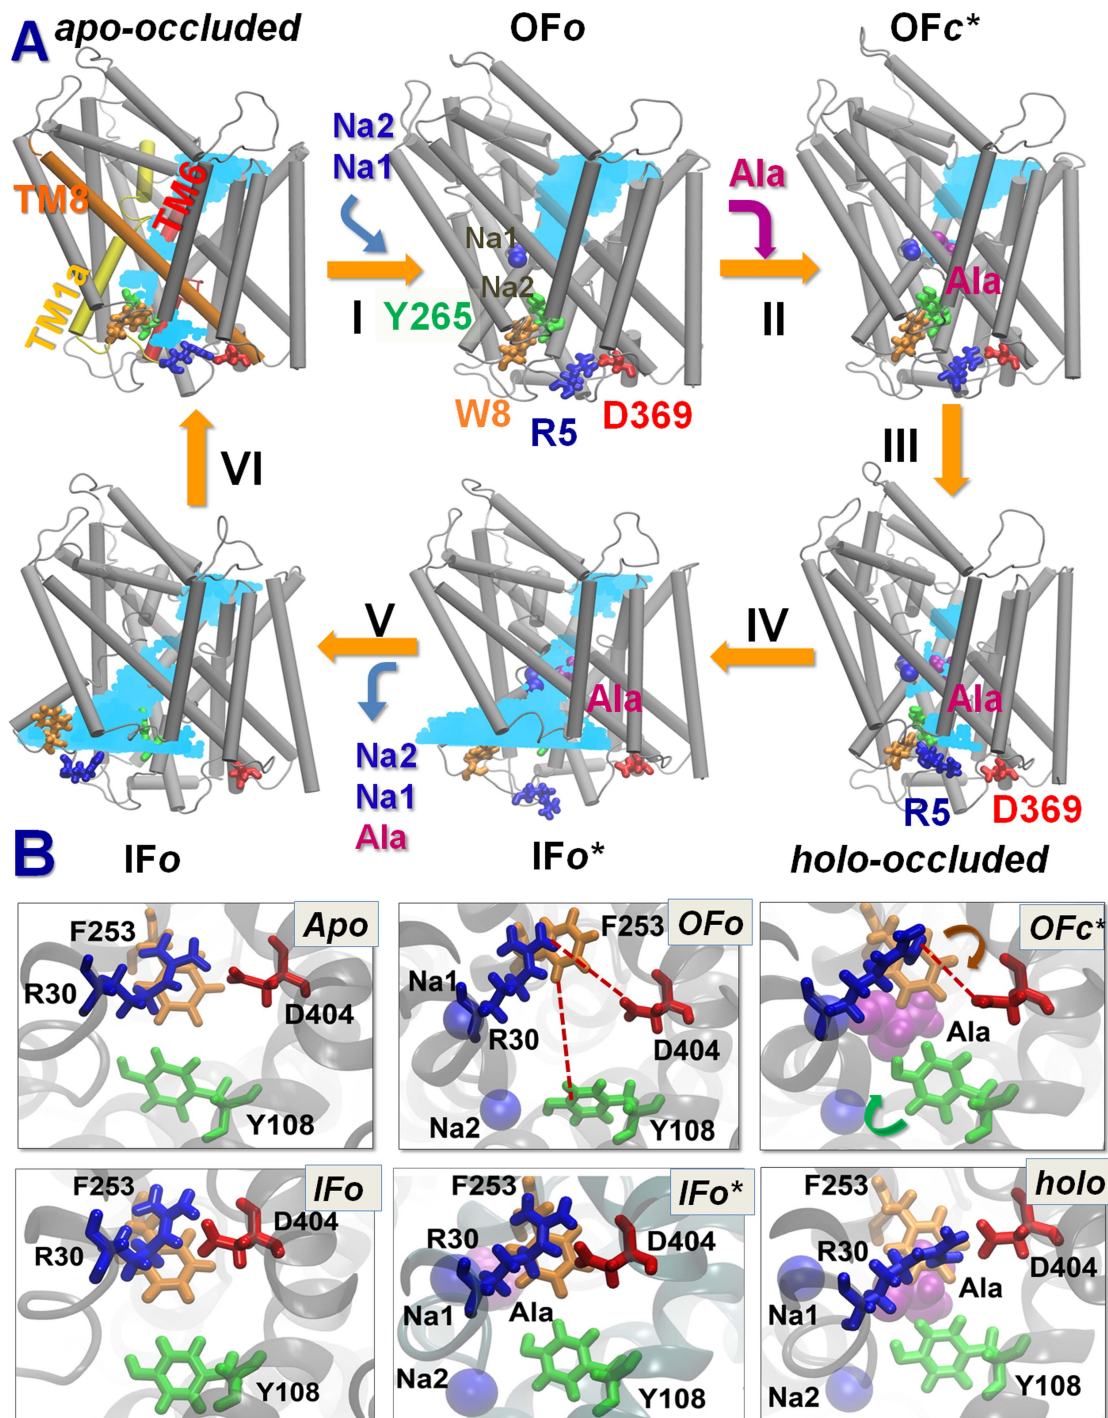 A
apo-occluded
OFo
OFc*
Na2
Na1
Ala
TM8
TM6
TM1a
Na1
Na2
Ala
I
Y265
II
W8
R5
D369
III
VI
V
IV
Ala
Ala
Na2
Na1
Ala
R5
D369
B
IFo
IFo*
holo-occluded
F253
Apo
R30
D404
Y108
F253
OFo
Na1
R30
D404
Na2
Y108
OFc*
Ala
F253
IFo
R30
D404
Y108
F253
IFo*
R30
D404
Na1
Ala
Na2
Y108
F253
holo
R30
D404
Ala
Na1
Na2
Y108